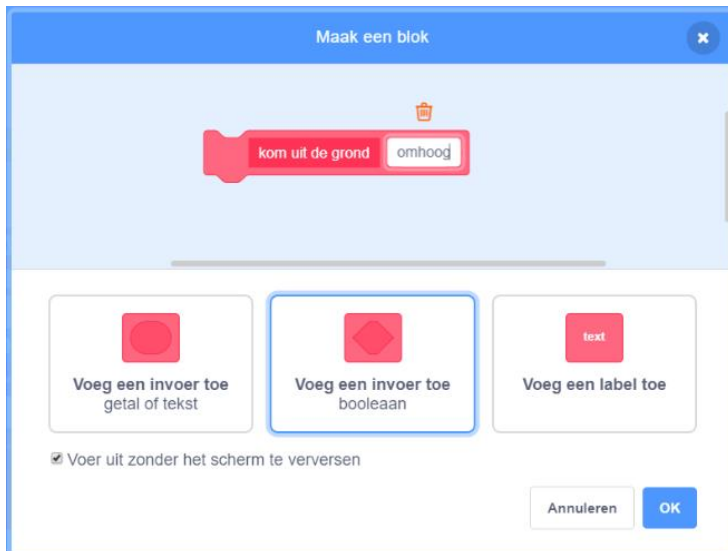 Maak een blok
kom uit de grond omhoog
text
Voeg een invoer toe
getal of tekst
Voeg een invoer toe
booleaan
Voeg een label toe
Voer uit zonder het scherm te verversen
Annuleren
OK